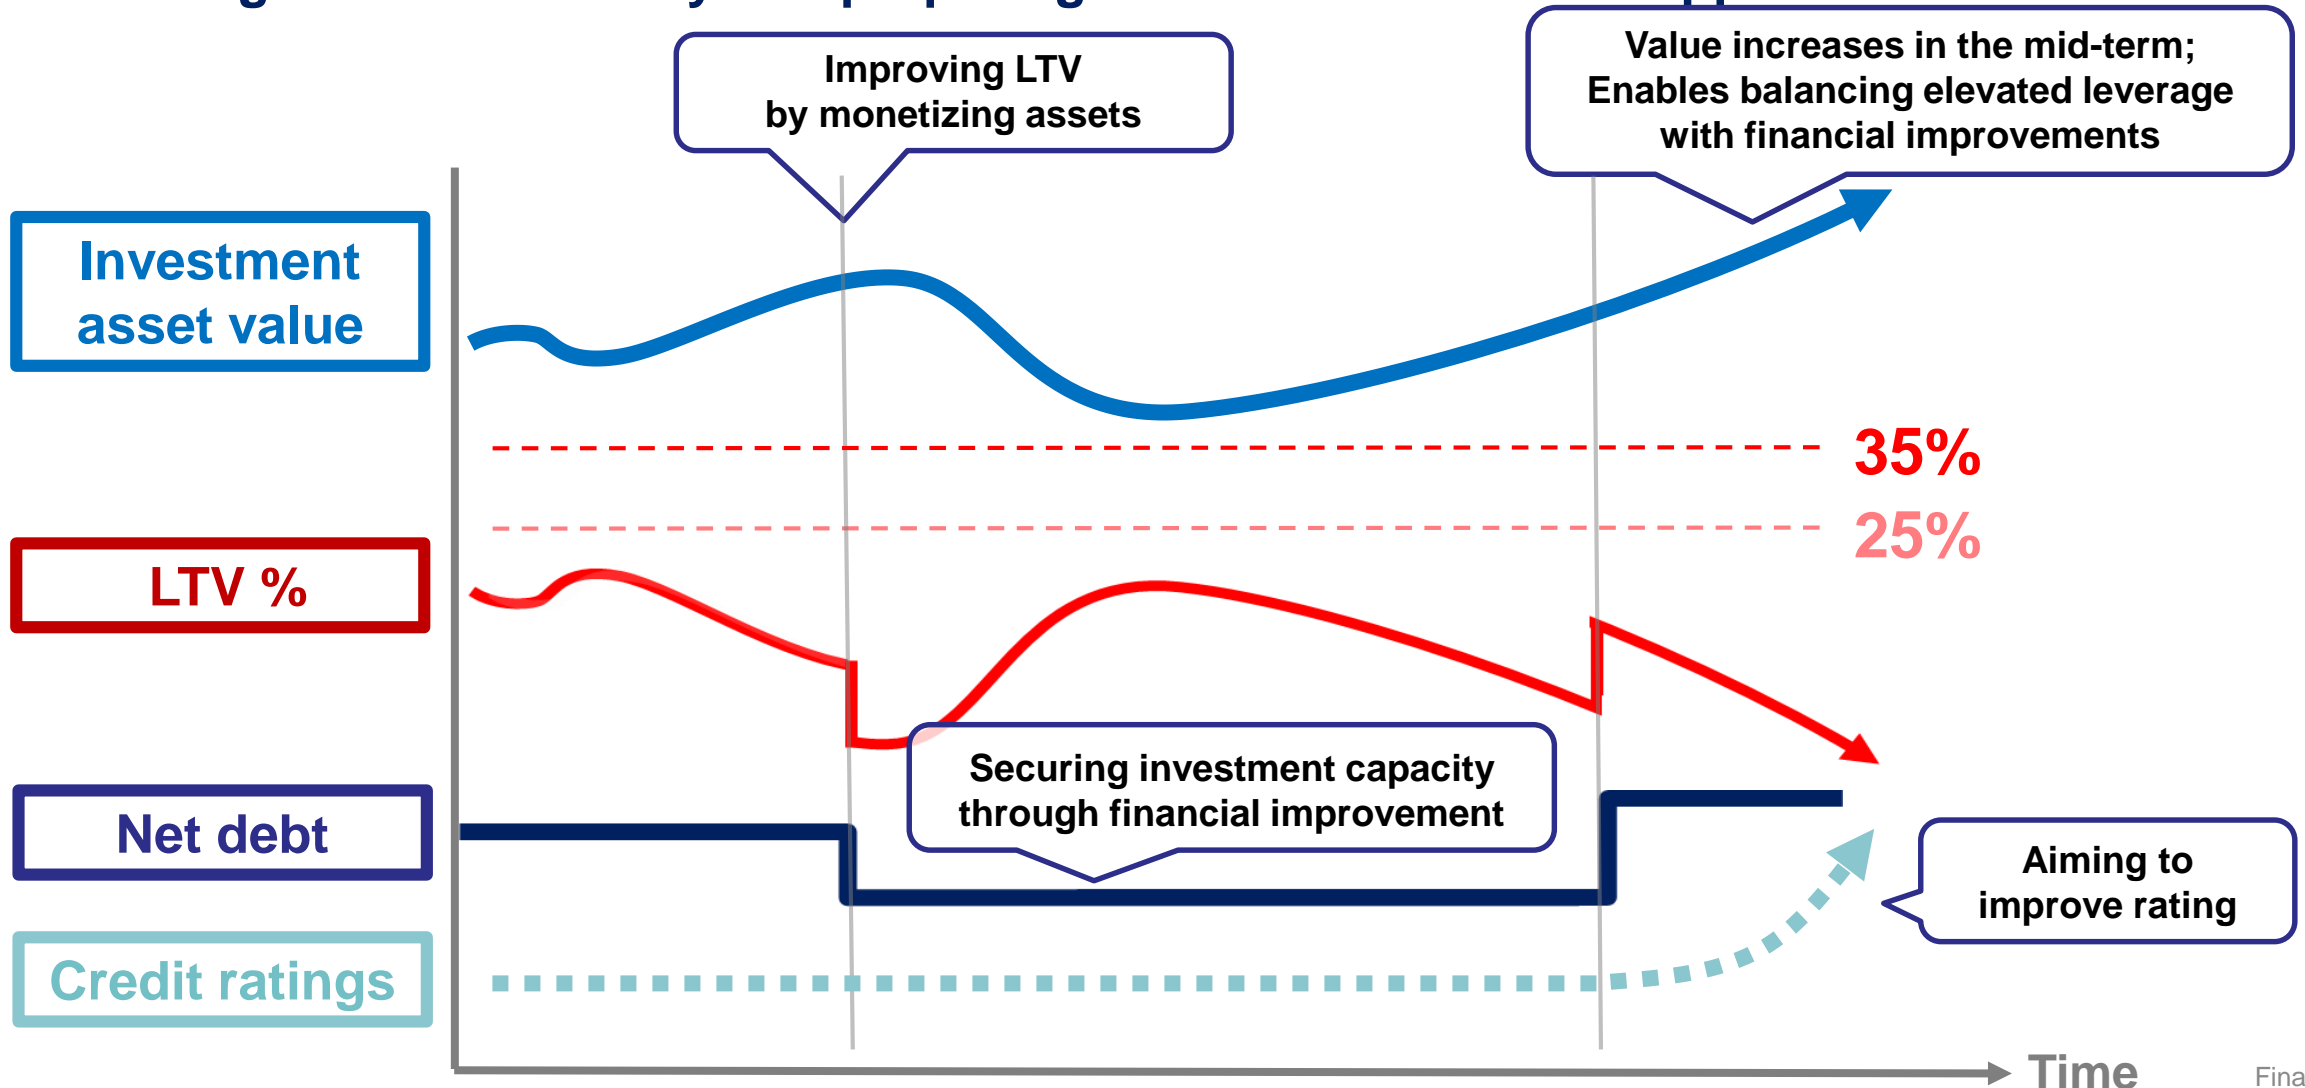 Improving LTV
by monetizing assets
Value increases in the mid-term;
Enables balancing elevated leverage
with financial improvements
Investment
asset value
35%
25%
LTV %
Securing investment capacity
through financial improvement
Net debt
Aiming to
improve rating
Credit ratings
Time